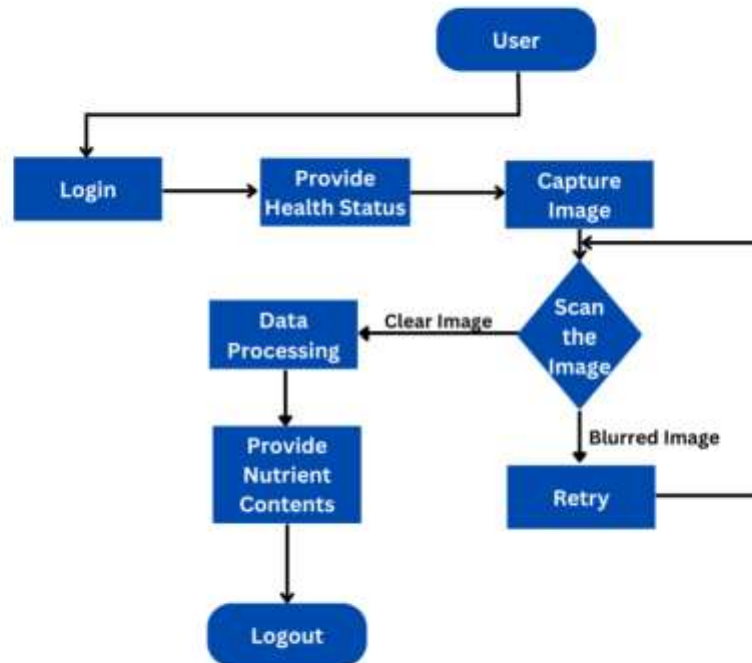 User
Login
Provide
Health Status
Capture
Image
Scan
the
Image
Clear Image
Data
Processing
Blurred Image
Provide
Nutrient
Contents
Retry
Logout